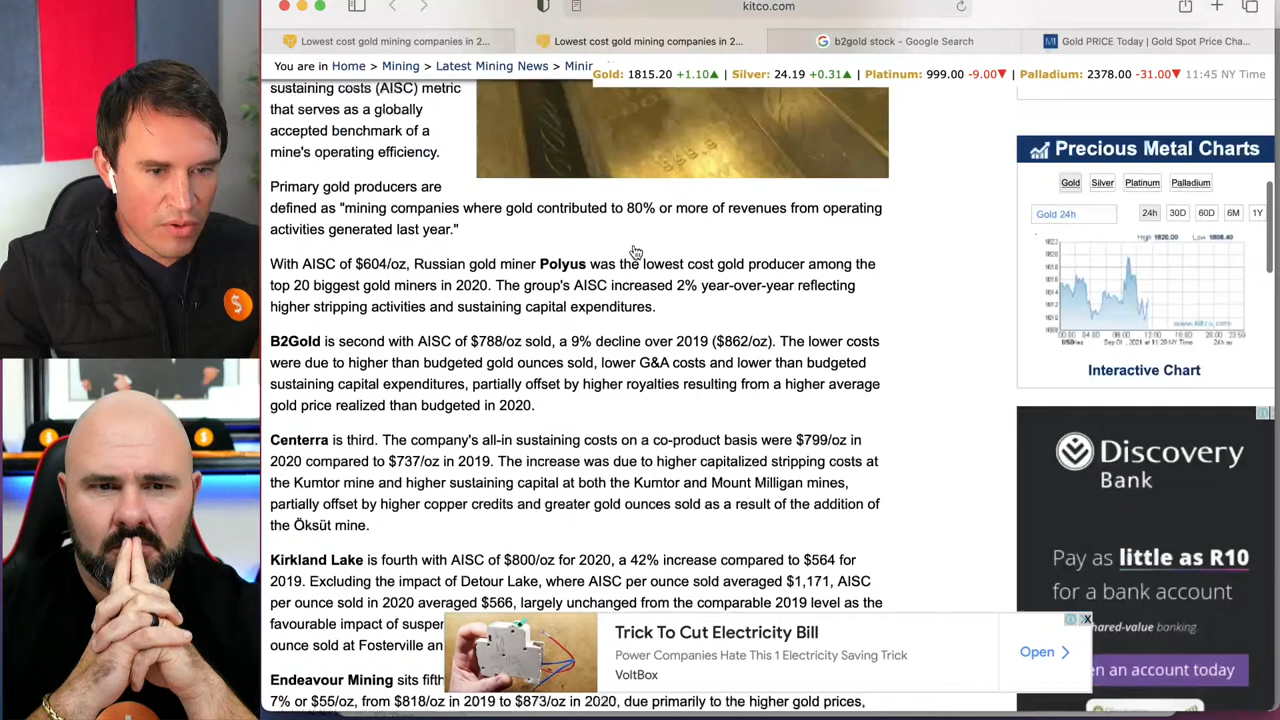 kitco.com
Lowest cost gold mining companies in 2...
Lowest cost gold mining companies in 2...
b2gold stock - Google Search
Gold PRICE Today | Gold Spot Price Cha...
You are in Home > Mining > Latest Mining News >
Gold: 1815.20 +1.10▲ | Silver: 24.19 +0.31▲ | Platinum: 999.00 -9.00▼ | Palladium: 2378.00 -31.00▼ 11:45 NY Time
sustaining costs (AISC) metric
that serves as a globally
accepted benchmark of a
mine's operating efficiency.
Primary gold producers are
defined as "mining companies where gold contributed to 80% or more of revenues from operating
activities generated last year."
With AISC of $604/oz, Russian gold miner Polyus was the lowest cost gold producer among the
top 20 biggest gold miners in 2020. The group's AISC increased 2% year-over-year reflecting
higher stripping activities and sustaining capital expenditures.
B2Gold is second with AISC of $788/oz sold, a 9% decline over 2019 ($862/oz). The lower costs
were due to higher than budgeted gold ounces sold, lower G&A costs and lower than budgeted
sustaining capital expenditures, partially offset by higher royalties resulting from a higher average
gold price realized than budgeted in 2020.
Centerra is third. The company's all-in sustaining costs on a co-product basis were $799/oz in
2020 compared to $737/oz in 2019. The increase was due to higher capitalized stripping costs at
the Kumtor mine and higher sustaining capital at both the Kumtor and Mount Milligan mines,
partially offset by higher copper credits and greater gold ounces sold as a result of the addition of
the Öksüt mine.
Kirkland Lake is fourth with AISC of $800/oz for 2020, a 42% increase compared to $564 for
2019. Excluding the impact of Detour Lake, where AISC per ounce sold averaged $1,171, AISC
per ounce sold in 2020 averaged $566, largely unchanged from the comparable 2019 level as the
favourable impact of
ounce sold at Fosterville
Endeavour Mining sits
7% or $55/oz, from $818/oz in 2019 to $873/oz in 2020, due primarily to the higher gold prices,
Trick To Cut Electricity Bill
Power Companies Hate This 1 Electricity Saving Trick
VoltBox
Open
Precious Metal Charts
Gold Silver Platinum Palladium
Gold 24h
24h 30D 60D 6M 1Y
High 1820.00 Low 1808.40
www.kitco.com
Interactive Chart
Discovery
Bank
Pay as little as R10
for a bank account
shared-value banking.
en an account today